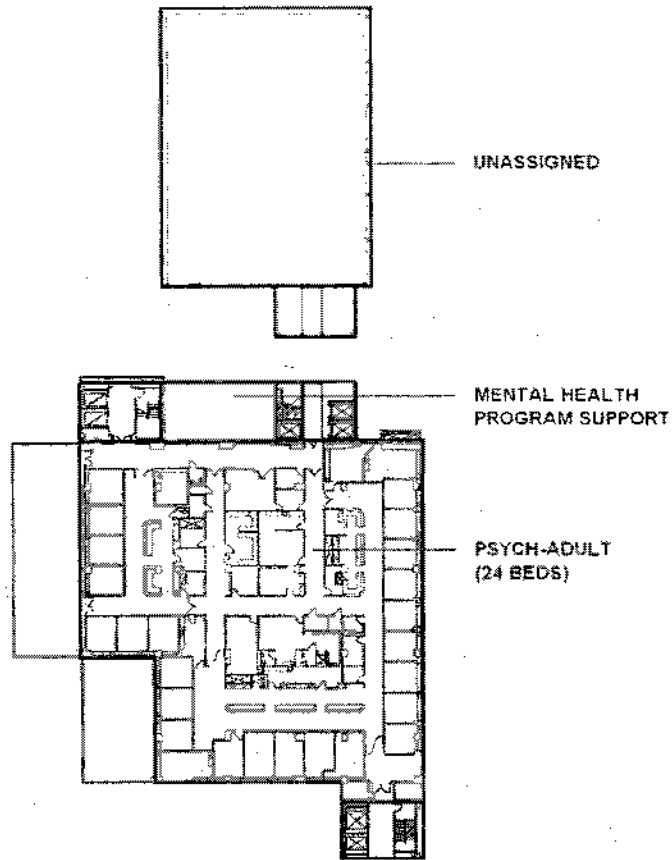 UNASSIGNED
MENTAL HEALTH
PROGRAM SUPPORT
PSYCH-ADULT
(24 BEDS)